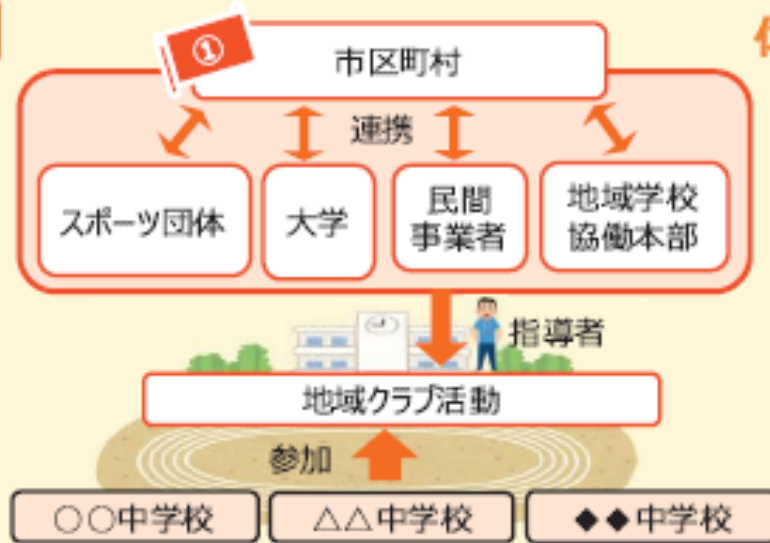 ①
市区町村
連携
スポーツ団体
大学
民間
事業者
地域学校
協働本部
指導者
地域クラブ活動
参加
○○中学校
△△中学校
◆◆中学校